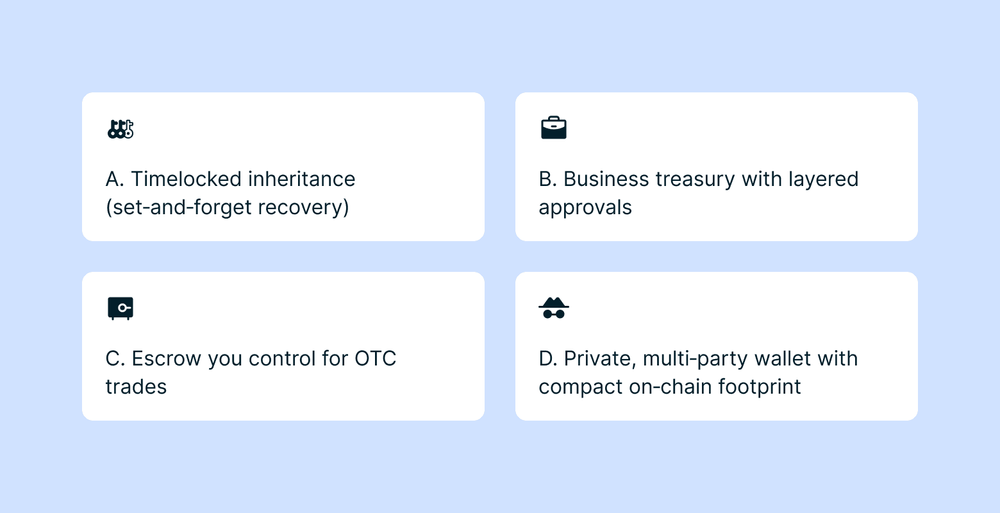 A. Timelocked inheritance
(set-and-forget recovery)
B. Business treasury with layered
approvals
C. Escrow you control for OTC
trades
D. Private, multi-party wallet with
compact on-chain footprint